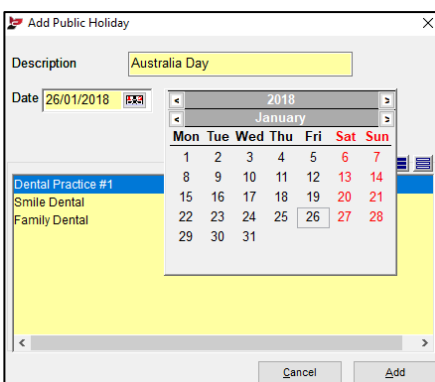 Add Public Holiday
Description Australia Day
Date 26/01/2018
2018
January
Mon Tue Wed Thu Fri Sat Sun
1 2 3 4 5 6 7
8 9 10 11 12 13 14
15 16 17 18 19 20 21
22 23 24 25 26 27 28
29 30 31
Dental Practice #1
Smile Dental
Family Dental
Cancel Add